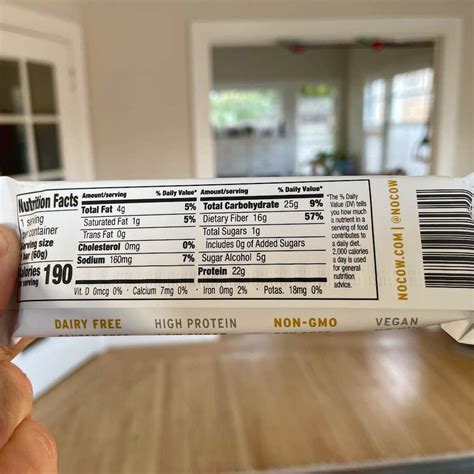 Nutrition Facts
1 serving
container
Serving size
bar (60g)
Calories 190
per serving
Amount/serving % Daily Value*
Total Fat 4g 5%
Saturated Fat 1g 5%
Trans Fat 0g
Cholesterol 0mg 0%
Sodium 160mg 7%
Amount/serving % Daily Value*
Total Carbohydrate 25g 9%
Dietary Fiber 16g 57%
Total Sugars 1g
Includes 0g of Added Sugars
Sugar Alcohol 5g
Protein 22g
Vit. D 0mcg 0% · Calcium 7mg 0% · Iron 0mg 2% · Potas. 18mg 0%
*The % Daily
Value (DV) tells
you how much
a nutrient in a
serving of food
contributes to
a daily diet.
2,000 calories
a day is used
for general
nutrition
advice.
NOCOW.COM | @NOCOW
DAIRY FREE HIGH PROTEIN NON-GMO VEGAN